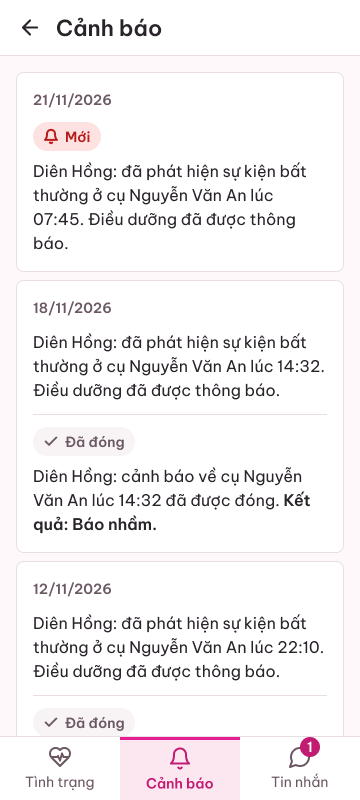 Cảnh báo
21/11/2026
Mới
Diên Hồng: đã phát hiện sự kiện bất
thường ở cụ Nguyễn Văn An lúc
07:45. Điều dưỡng đã được thông
báo.
18/11/2026
Diên Hồng: đã phát hiện sự kiện bất
thường ở cụ Nguyễn Văn An lúc 14:32.
Điều dưỡng đã được thông báo.
Đã đóng
Diên Hồng: cảnh báo về cụ Nguyễn
Văn An lúc 14:32 đã được đóng. Kết
quả: Báo nhầm.
12/11/2026
Diên Hồng: đã phát hiện sự kiện bất
thường ở cụ Nguyễn Văn An lúc 22:10.
Điều dưỡng đã được thông báo.
Đã đóng
1
Tình trạng Cảnh báo Tin nhắn